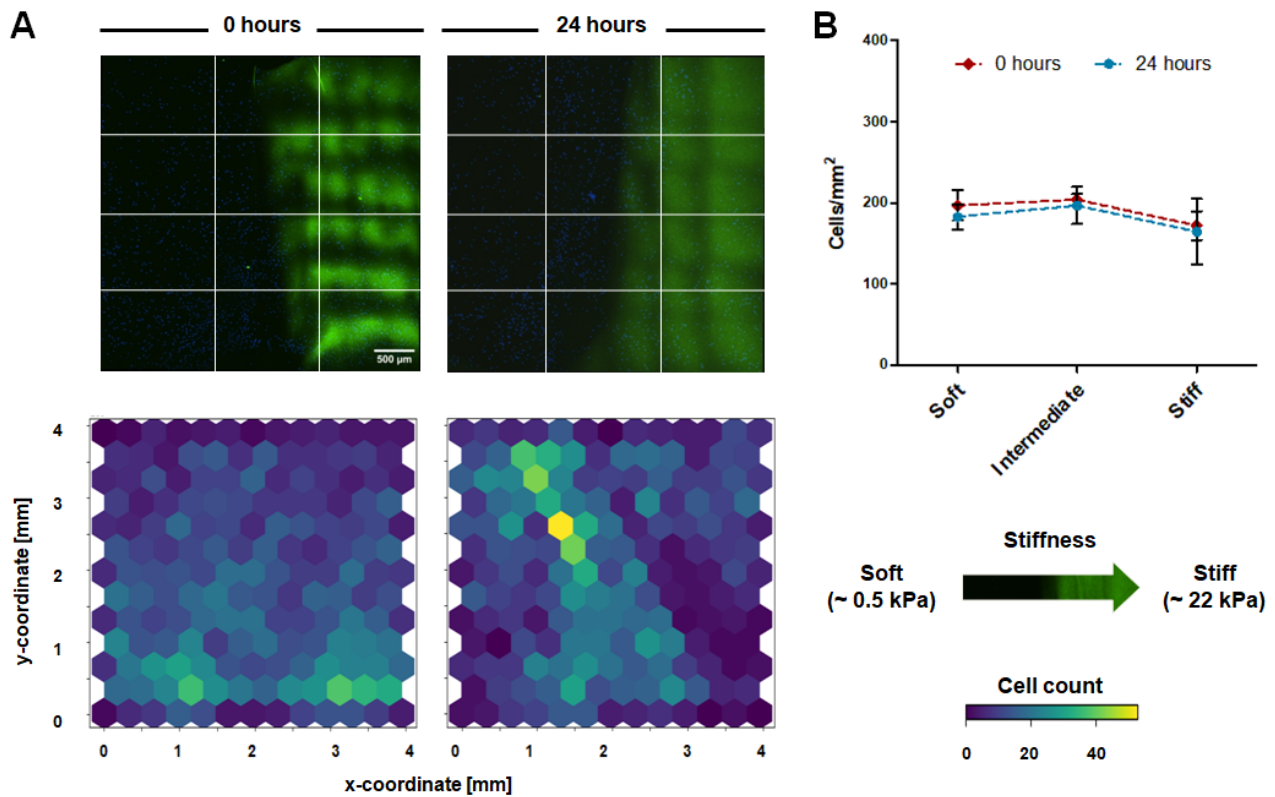 A
0 hours
24 hours
500 µm
4
3
2
1
0
y-coordinate [mm]
0 1 2 3 4
0 1 2 3 4
x-coordinate [mm]
B
400
300
200
100
0
Cells/mm²
0 hours
24 hours
Soft
Intermediate
Stiff
Stiffness
Soft
(~ 0.5 kPa)
Stiff
(~ 22 kPa)
Cell count
0 20 40